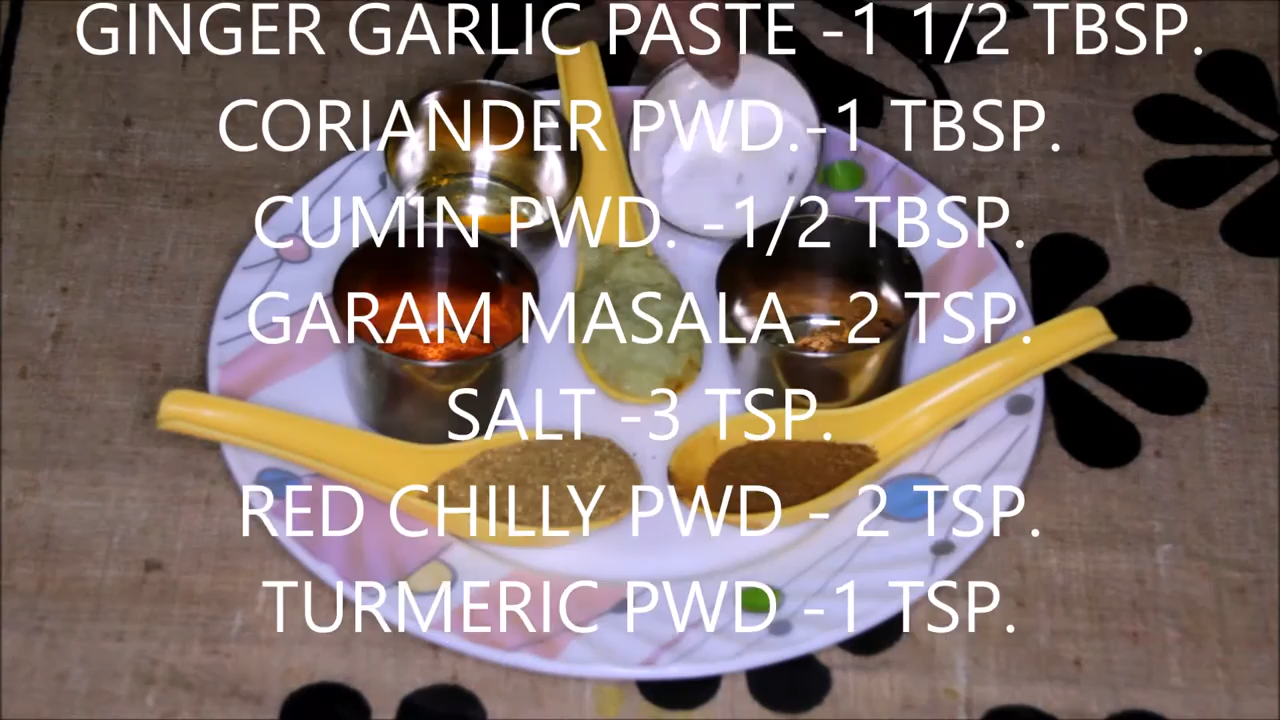 GINGER GARLIC PASTE -1 1/2 TBSP.
CORIANDER PWD.-1 TBSP.
CUMIN PWD. -1/2 TBSP.
GARAM MASALA -2 TSP.
SALT -3 TSP.
RED CHILLY PWD - 2 TSP.
TURMERIC PWD -1 TSP.